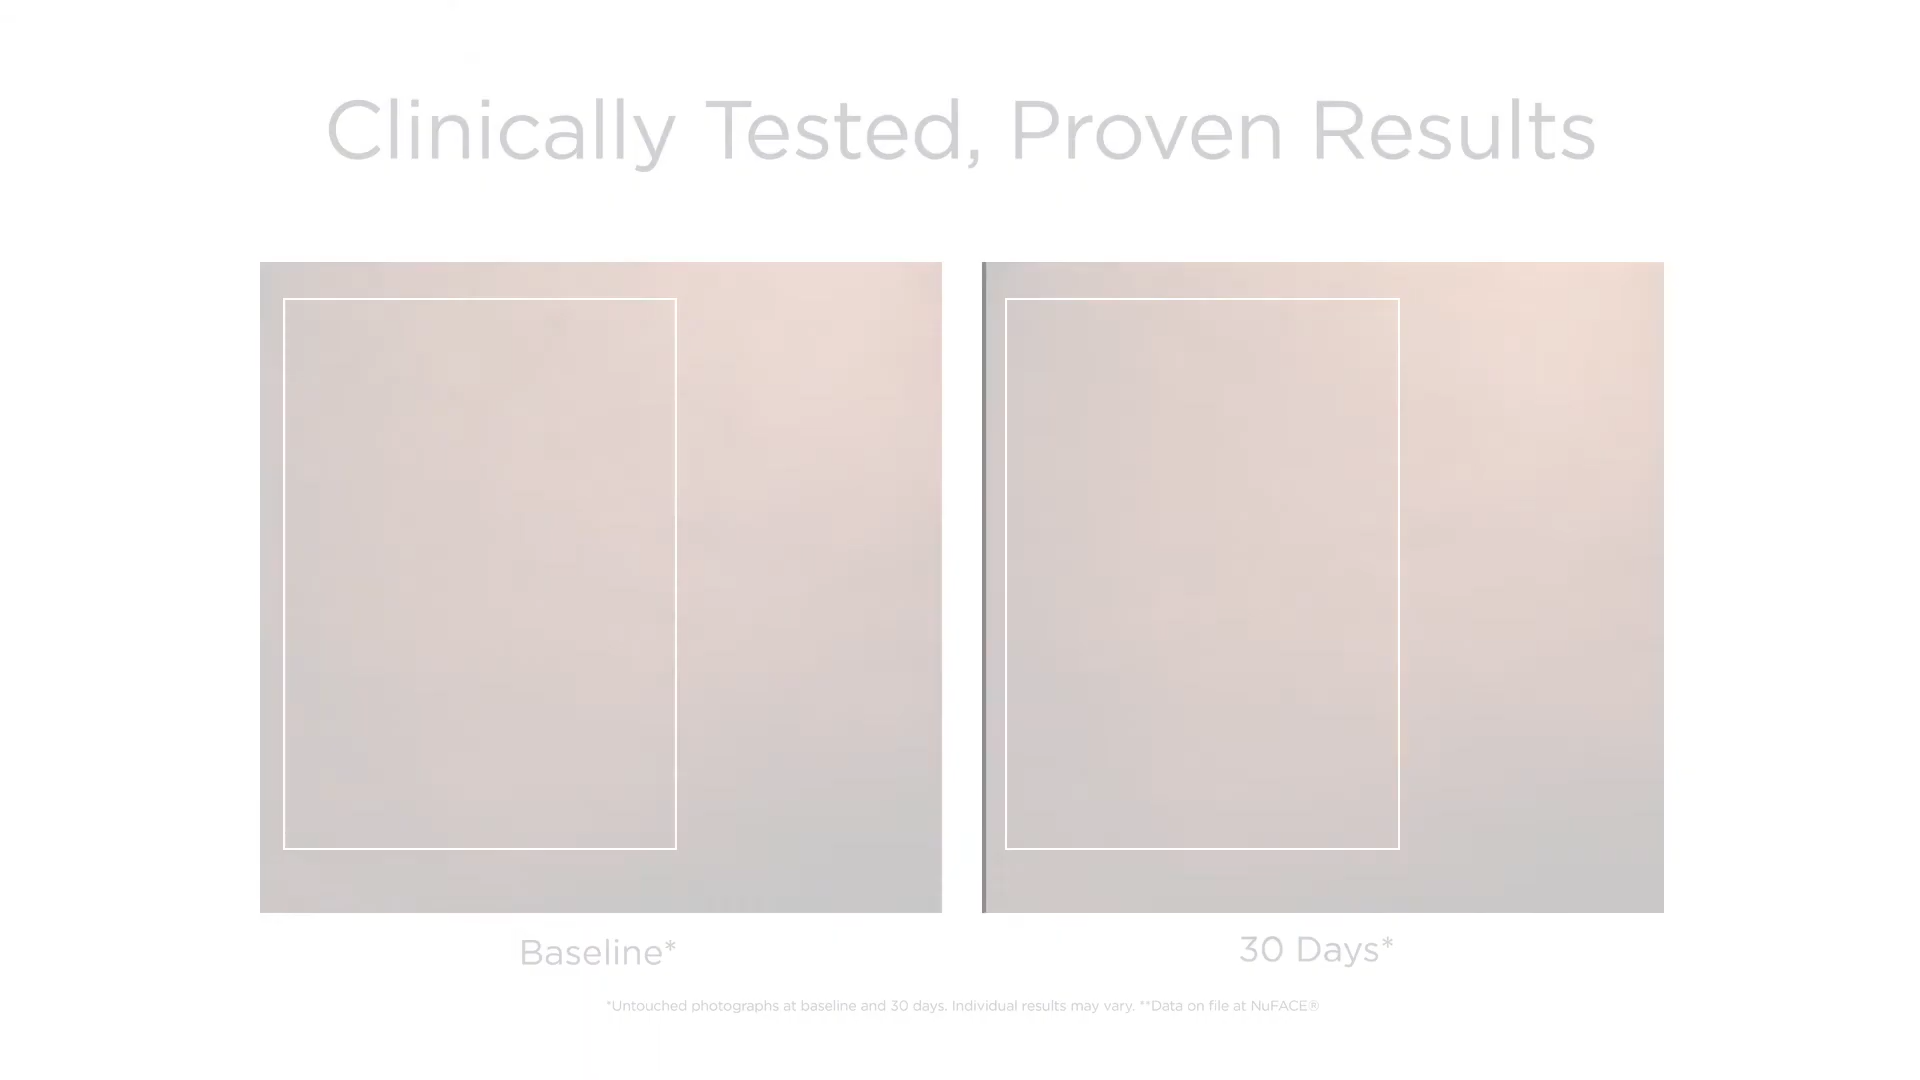 Clinically Tested, Proven Results
Baseline*
30 Days*
*Untouched photographs at baseline and 30 days. Individual results may vary. **Data on file at NuFACE®